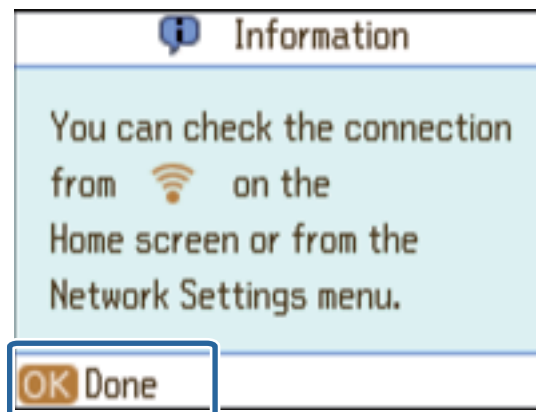 Information
You can check the connection
from on the
Home screen or from the
Network Settings menu.
OK Done